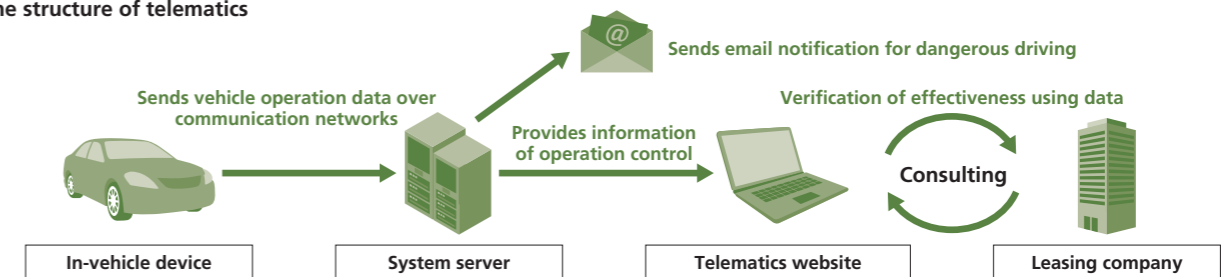 he structure of telematics
@
Sends email notification for dangerous driving
Sends vehicle operation data over
communication networks
Verification of effectiveness using data
Provides information
of operation control
Consulting
In-vehicle device
System server
Telematics website
Leasing company